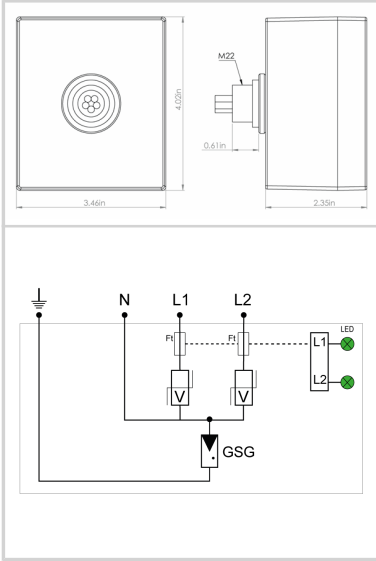 M22
4.02in
0.61in
3.46in
2.35in
N L1 L2
LED
Ft Ft L1
L2
V V
GSG